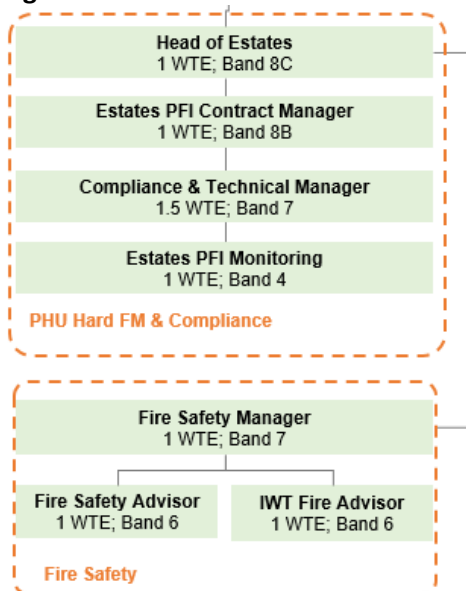 Head of Estates
1 WTE; Band 8C
Estates PFI Contract Manager
1 WTE; Band 8B
Compliance & Technical Manager
1.5 WTE; Band 7
Estates PFI Monitoring
1 WTE; Band 4
PHU Hard FM & Compliance
Fire Safety Manager
1 WTE; Band 7
Fire Safety Advisor
1 WTE; Band 6
IWT Fire Advisor
1 WTE; Band 6
Fire Safety